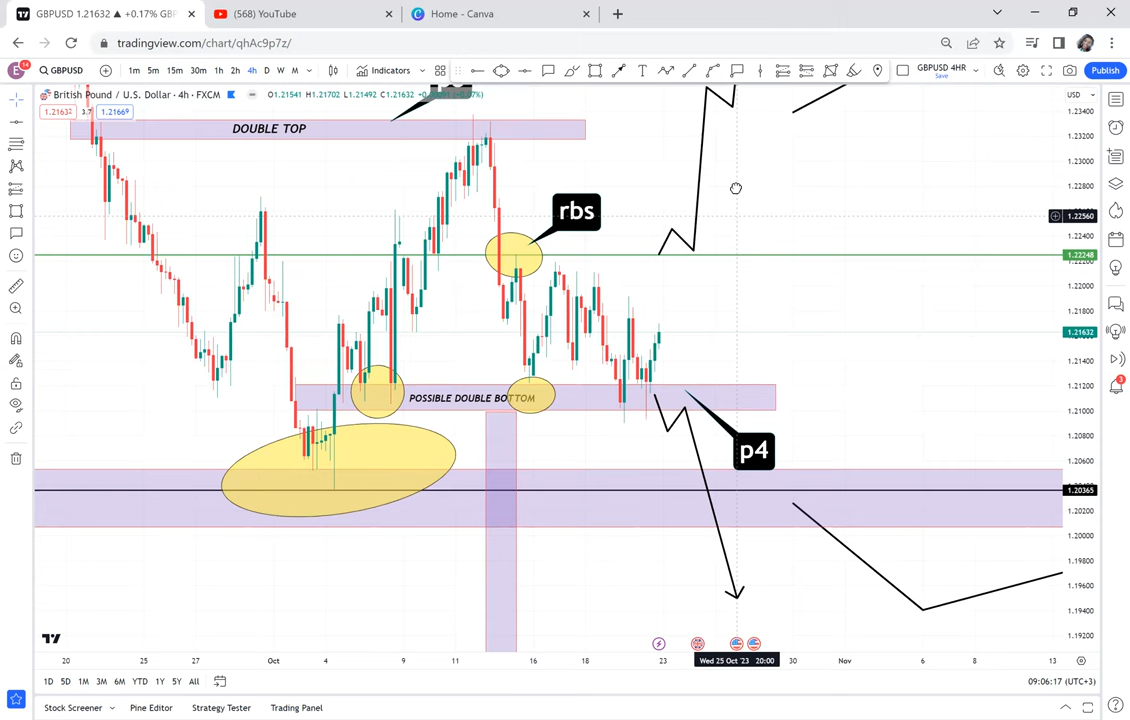 GBPUSD 1.21632 ▲ +0.17% GBP
(568) YouTube
Home - Canva
tradingview.com/chart/qhAc9p7z/
E
14
GBPUSD
1m 5m 15m 30m 1h 2h 4h D W M
Indicators
GBPUSD 4HR
Save
Publish
British Pound / U.S. Dollar · 4h · FXCM
O1.21541 H1.21702 L1.21492 C1.21632
USD
1.21632
3.7
1.21669
1.23400
DOUBLE TOP
1.23200
1.23000
1.22800
rbs
1.22560
1.22400
1.22248
1.22000
1.21800
1.21632
1.21400
1.21200
POSSIBLE DOUBLE BOTTOM
1.21000
1.20800
p4
1.20600
1.20365
1.20200
1.20000
1.19800
1.19600
1.19400
1.19200
20 25 27 Oct 4 9 11 16 18 23 Wed 25 Oct '23 20:00 30 Nov 6 8 13
1D 5D 1M 3M 6M YTD 1Y 5Y All
09:06:17 (UTC+3)
Stock Screener
Pine Editor
Strategy Tester
Trading Panel
3